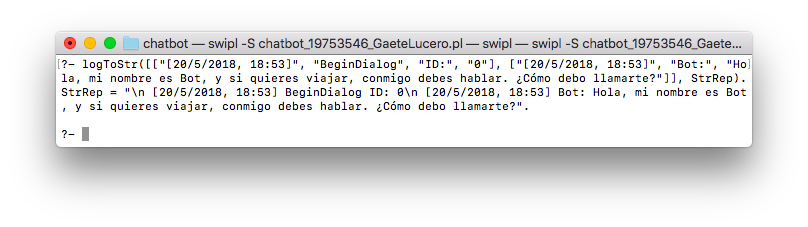 chatbot — swipl -S chatbot_19753546_GaeteLucero.pl — swipl — swipl -S chatbot_19753546_Gaete...
[?- logToStr([["[20/5/2018, 18:53]", "BeginDialog", "ID:", "0"], ["[20/5/2018, 18:53]", "Bot:", "Ho]
la, mi nombre es Bot, y si quieres viajar, conmigo debes hablar. ¿Cómo debo llamarte?"]], StrRep).
StrRep = "\n [20/5/2018, 18:53] BeginDialog ID: 0\n [20/5/2018, 18:53] Bot: Hola, mi nombre es Bot
, y si quieres viajar, conmigo debes hablar. ¿Cómo debo llamarte?".
?-